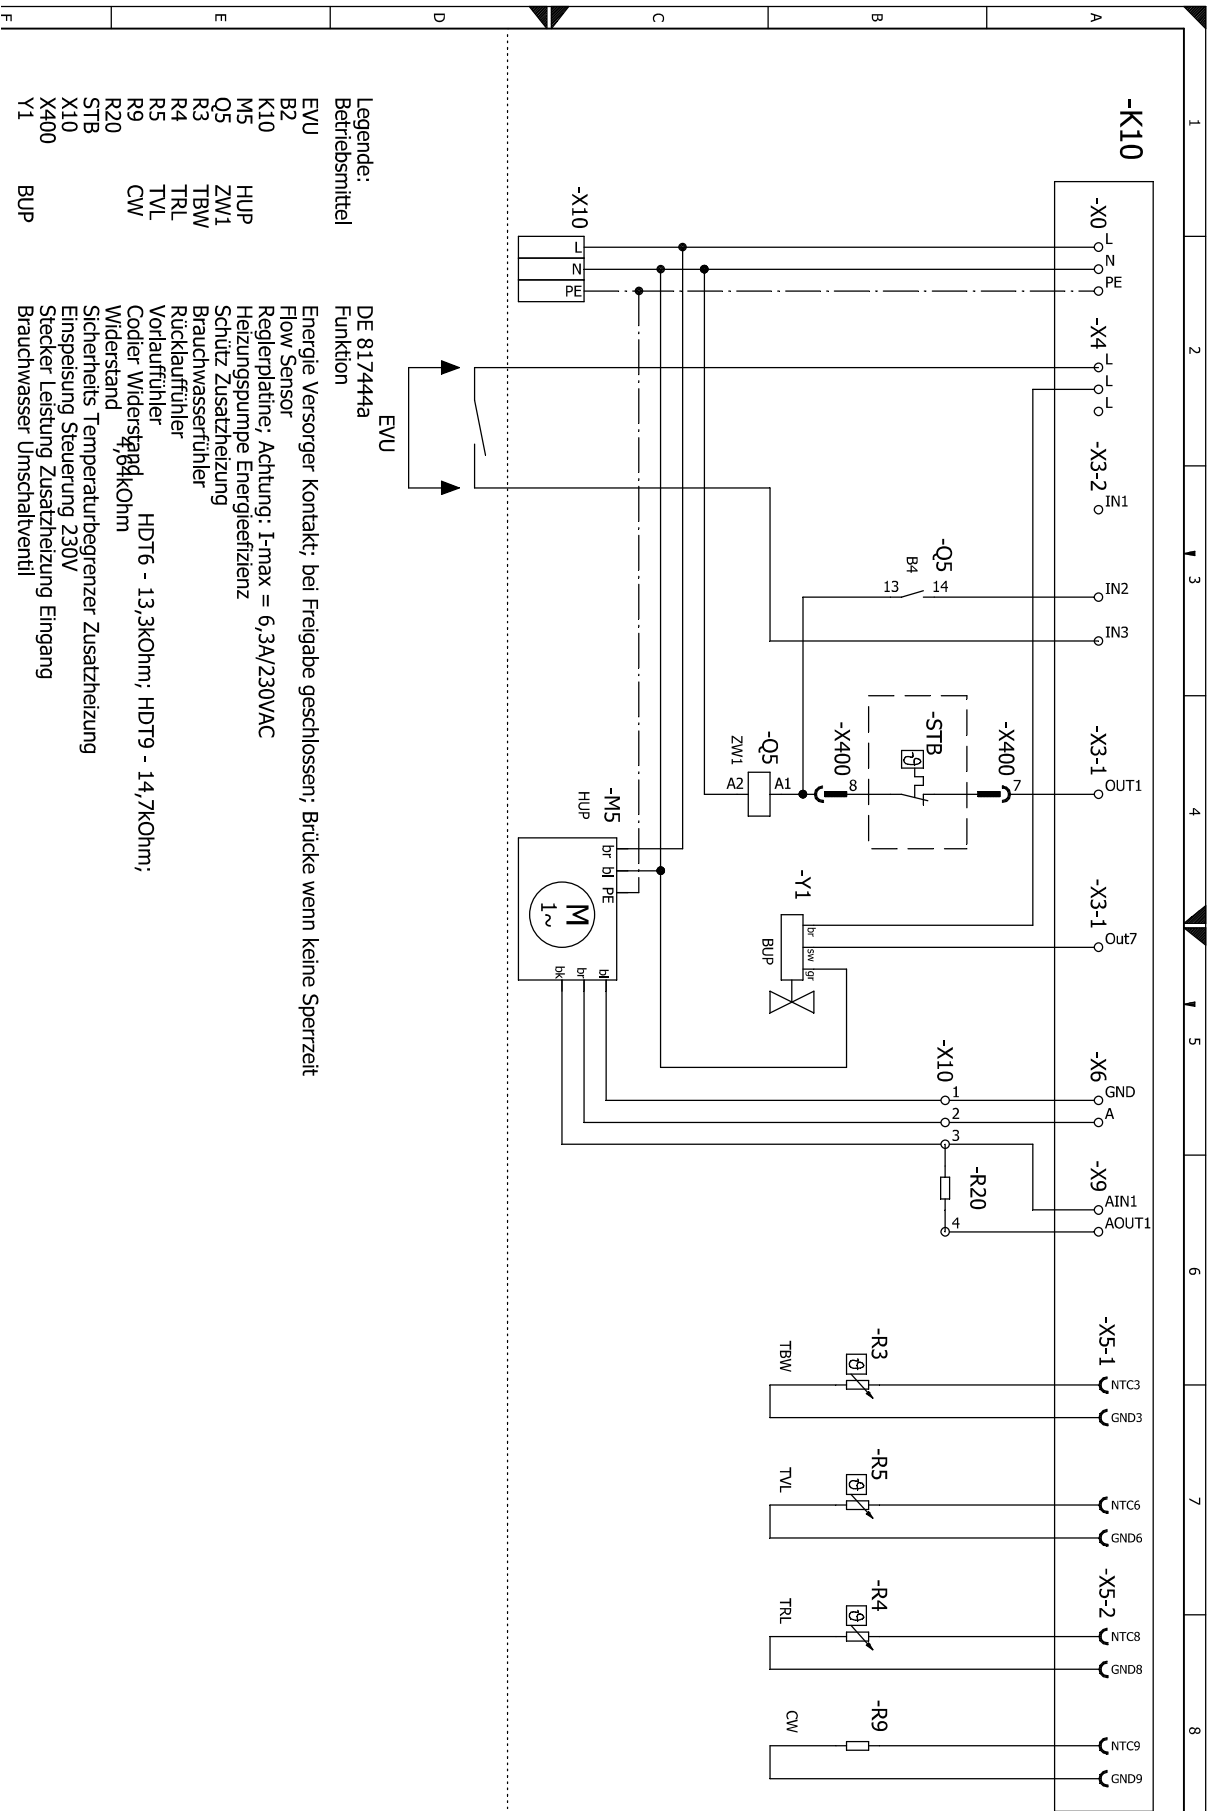 1 2 3 4 5 6 7 8
A
B
C
D
E
F
-K10
-X0
L
N
PE
-X4
L
L
L
-X3-2
IN1
IN2
IN3
-X3-1
OUT1
-X3-1
Out7
-X6
GND
A
-X9
AIN1
AOUT1
-X5-1
NTC3
GND3
NTC6
GND6
-X5-2
NTC8
GND8
NTC9
GND9
-Q5
B4
13
14
-X400
7
-STB
ϑ
-X400
8
-Q5
ZW1
A2
A1
-Y1
BUP
br
sw
gr
-X10
1
2
3
4
-R20
-R3
ϑ
TBW
-R5
ϑ
TVL
-R4
ϑ
TRL
-R9
CW
-X10
L
N
PE
-M5
HUP
br
bl
PE
M
1~
bk
br
bl
EVU
Legende: DE 817444a
Betriebsmittel Funktion
EVU Energie Versorger Kontakt; bei Freigabe geschlossen; Brücke wenn keine Sperrzeit
B2 Flow Sensor
K10 Reglerplatine; Achtung: I-max = 6,3A/230VAC
M5 HUP Heizungspumpe Energieefizienz
Q5 ZW1 Schütz Zusatzheizung
R3 TBW Brauchwasserfühler
R4 TRL Rücklauffühler
R5 TVL Vorlauffühler
R9 CW Codier Widerstand HDT6 - 13,3kOhm; HDT9 - 14,7kOhm;
R20 Widerstand 4,64kOhm
STB Sicherheits Temperaturbegrenzer Zusatzheizung
X10 Einspeisung Steuerung 230V
X400 Stecker Leistung Zusatzheizung Eingang
Y1 BUP Brauchwasser Umschaltventil